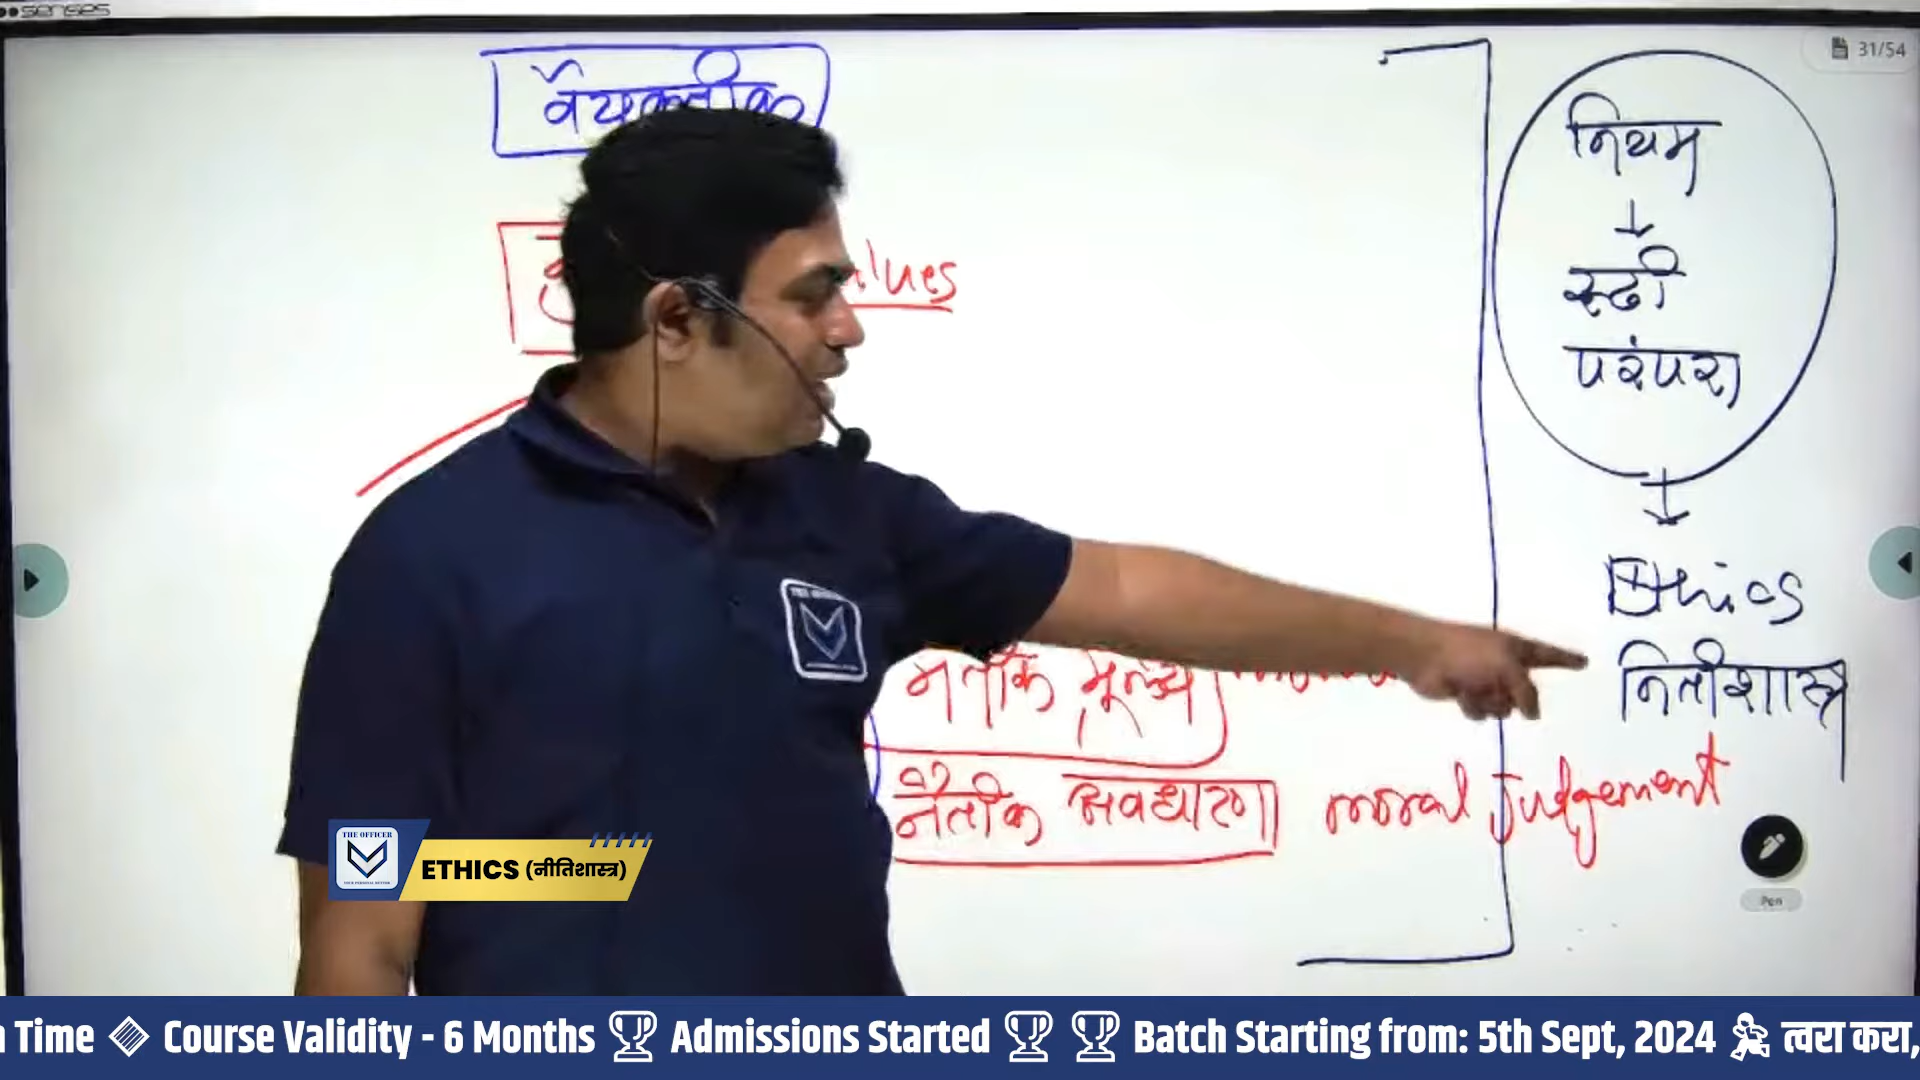 senses
31/54
वैयक्तीक
नियम
रूढी
परंपरा
Ethics
नितीशास्त्र
मूल्य
नैतीक अवधारणा moral Judgement
Pen
THE OFFICER
ETHICS (नीतिशास्त्र)
Time Course Validity - 6 Months Admissions Started Batch Starting from: 5th Sept, 2024 त्वरा करा,